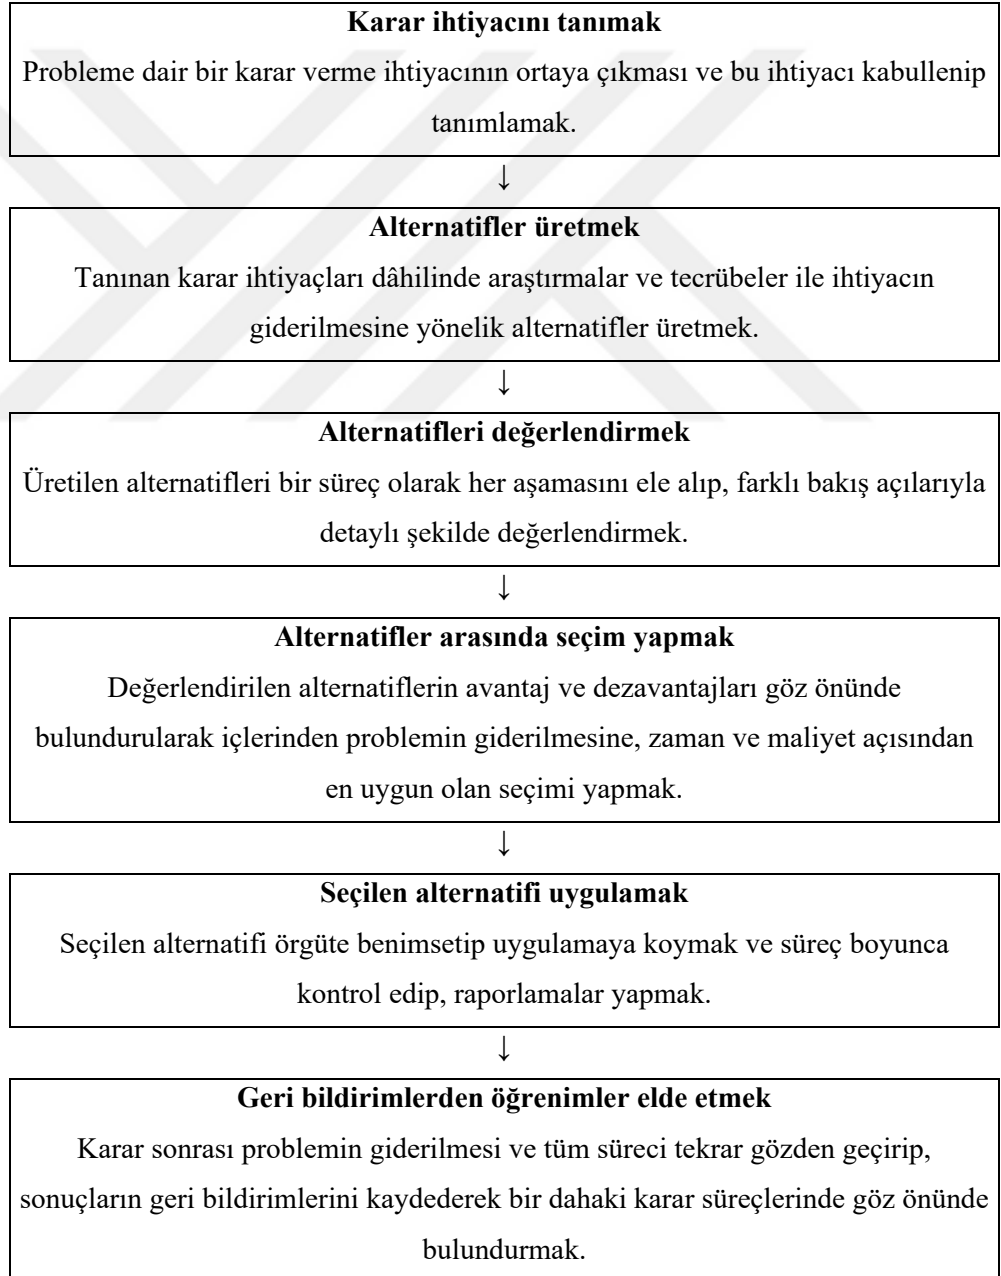 Karar ihtiyacını tanımak
Probleme dair bir karar verme ihtiyacının ortaya çıkması ve bu ihtiyacı kabullenip
tanımlamak.
↓
Alternatifler üretmek
Tanınan karar ihtiyaçları dâhilinde araştırmalar ve tecrübeler ile ihtiyacın
giderilmesine yönelik alternatifler üretmek.
↓
Alternatifleri değerlendirmek
Üretilen alternatifleri bir süreç olarak her aşamasını ele alıp, farklı bakış açılarıyla
detaylı şekilde değerlendirmek.
↓
Alternatifler arasında seçim yapmak
Değerlendirilen alternatiflerin avantaj ve dezavantajları göz önünde
bulundurularak içlerinden problemin giderilmesine, zaman ve maliyet açısından
en uygun olan seçimi yapmak.
↓
Seçilen alternatifi uygulamak
Seçilen alternatifi örgüte benimsetip uygulamaya koymak ve süreç boyunca
kontrol edip, raporlamalar yapmak.
↓
Geri bildirimlerden öğrenimler elde etmek
Karar sonrası problemin giderilmesi ve tüm süreci tekrar gözden geçirip,
sonuçların geri bildirimlerini kaydederek bir dahaki karar süreçlerinde göz önünde
bulundurmak.